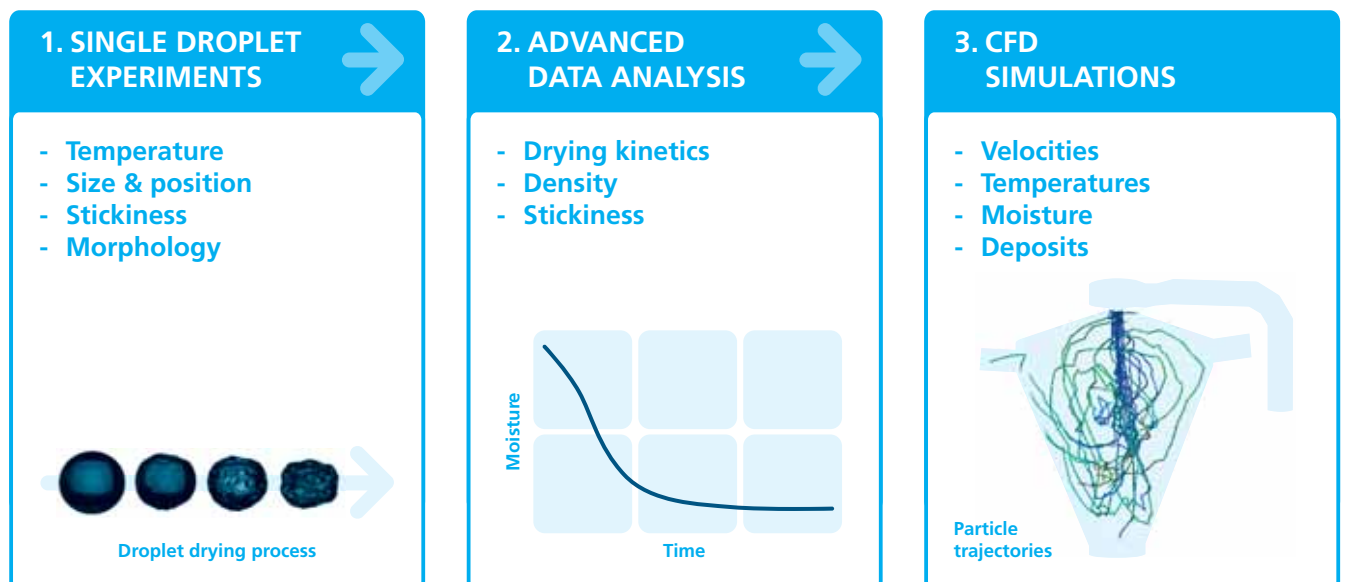 1. SINGLE DROPLET
EXPERIMENTS
- Temperature
- Size & position
- Stickiness
- Morphology
Droplet drying process
2. ADVANCED
DATA ANALYSIS
- Drying kinetics
- Density
- Stickiness
Moisture
Time
3. CFD
SIMULATIONS
- Velocities
- Temperatures
- Moisture
- Deposits
Particle
trajectories